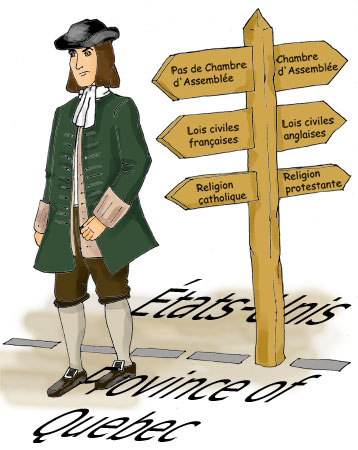 Pas de Chambre
d'Assemblée
Chambre
d'Assemblée
Lois civiles
françaises
Lois civiles
anglaises
Religion
catholique
Religion
protestante
États-Unis
Province of
Quebec